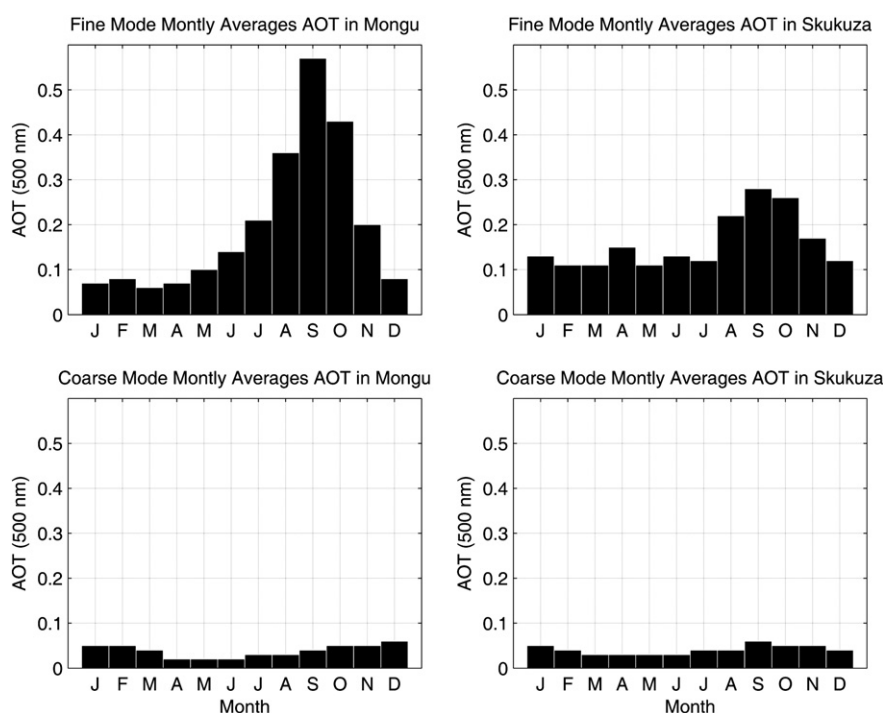 Fine Mode Montly Averages AOT in Mongu
AOT (500 nm)
0.5
0.4
0.3
0.2
0.1
0
J F M A M J J A S O N D
Fine Mode Montly Averages AOT in Skukuza
AOT (500 nm)
0.5
0.4
0.3
0.2
0.1
0
J F M A M J J A S O N D
Coarse Mode Montly Averages AOT in Mongu
AOT (500 nm)
0.5
0.4
0.3
0.2
0.1
0
J F M A M J J A S O N D
Month
Coarse Mode Montly Averages AOT in Skukuza
AOT (500 nm)
0.5
0.4
0.3
0.2
0.1
0
J F M A M J J A S O N D
Month